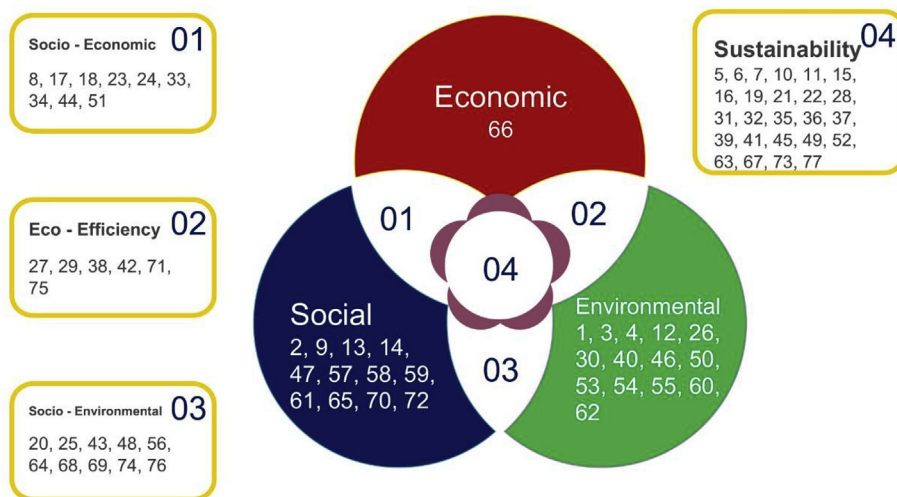 Socio - Economic 01
8, 17, 18, 23, 24, 33,
34, 44, 51
Eco - Efficiency 02
27, 29, 38, 42, 71,
75
Socio - Environmental 03
20, 25, 43, 48, 56,
64, 68, 69, 74, 76
Economic
66
01
02
04
03
Social
2, 9, 13, 14,
47, 57, 58, 59,
61, 65, 70, 72
Environmental
1, 3, 4, 12, 26,
30, 40, 46, 50,
53, 54, 55, 60,
62
Sustainability 04
5, 6, 7, 10, 11, 15,
16, 19, 21, 22, 28,
31, 32, 35, 36, 37,
39, 41, 45, 49, 52,
63, 67, 73, 77